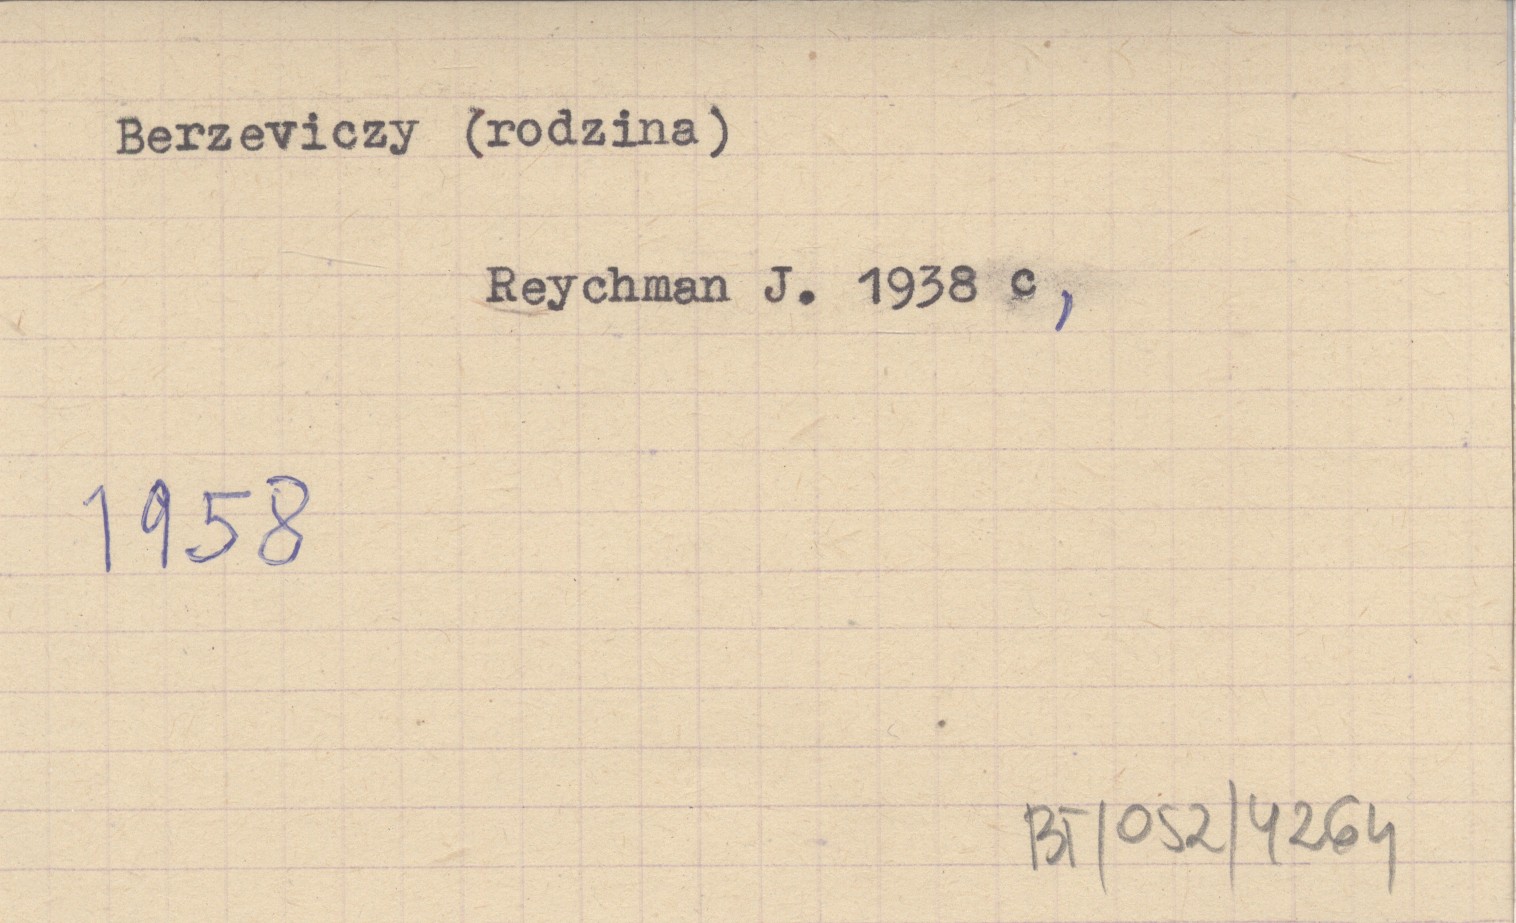 Berzeviczy (rodzina)
Reychman J. 1938 c,
1958
BT/052/4264